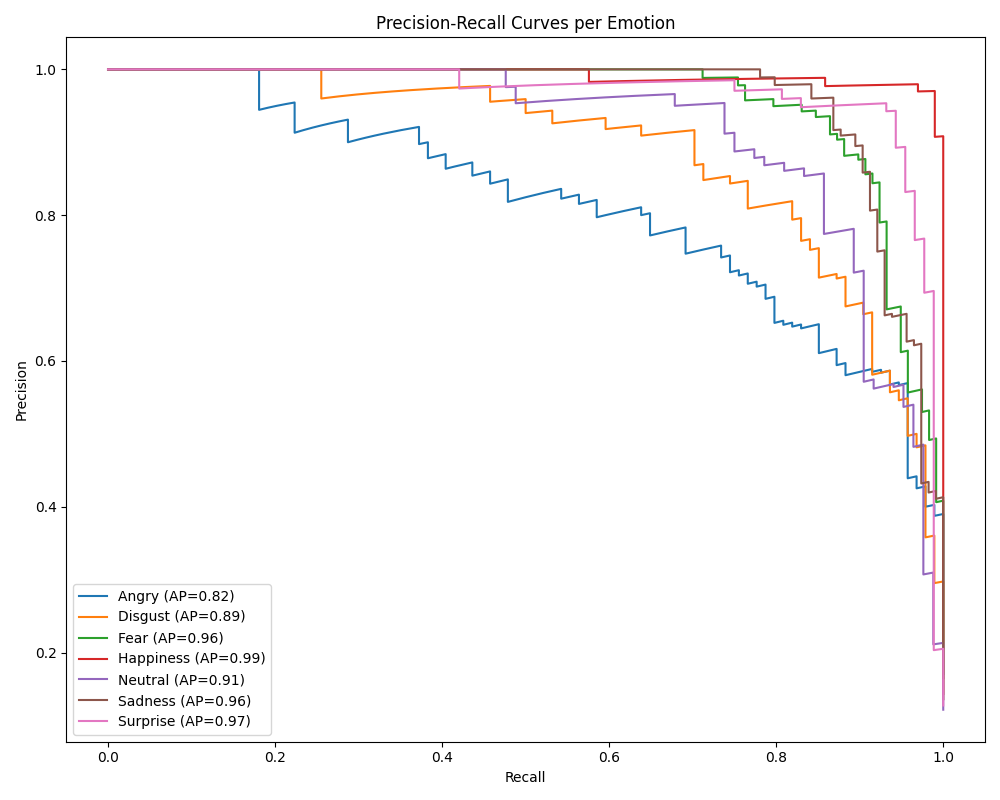 Precision-Recall Curves per Emotion
1.0
0.8
0.6
0.4
0.2
Precision
Angry (AP=0.82)
Disgust (AP=0.89)
Fear (AP=0.96)
Happiness (AP=0.99)
Neutral (AP=0.91)
Sadness (AP=0.96)
Surprise (AP=0.97)
0.0 0.2 0.4 0.6 0.8 1.0
Recall